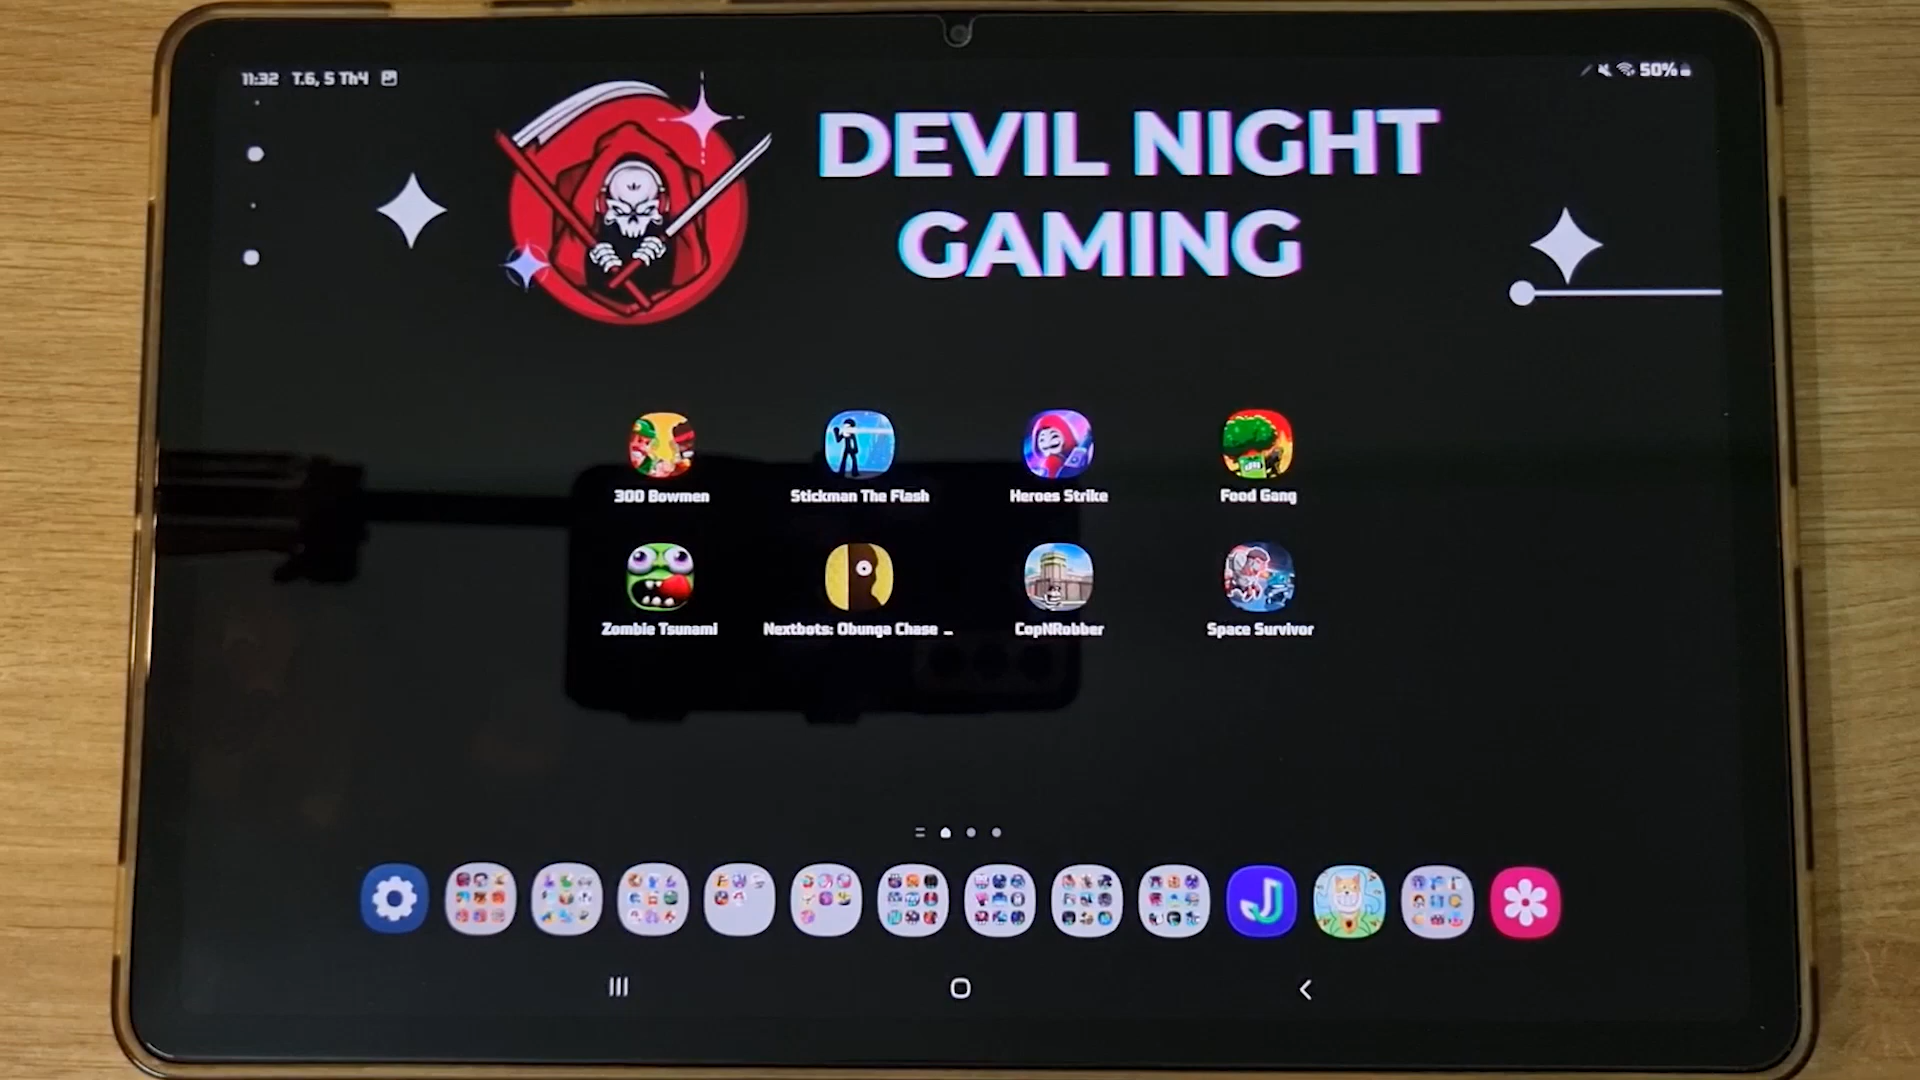 11:32 T.6, 5 Th4
50%
DEVIL NIGHT
GAMING
300 Bowmen
Stickman The Flash
Heroes Strike
Food Gang
Zombie Tsunami
Nextbots: Obunga Chase ...
CopNRobber
Space Survivor